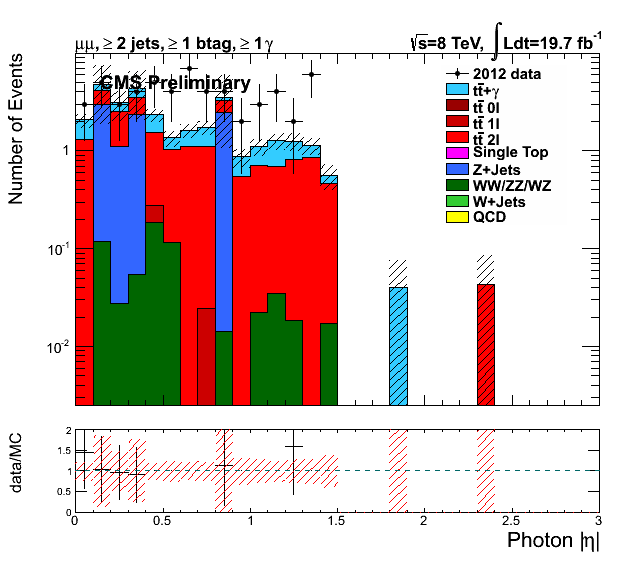 μμ, ≥ 2 jets, ≥ 1 btag, ≥ 1 γ
√s=8 TeV, ∫Ldt=19.7 fb⁻¹
CMS Preliminary
2012 data
tt̄+γ
tt̄ 0l
tt̄ 1l
tt̄ 2l
Single Top
Z+Jets
WW/ZZ/WZ
W+Jets
QCD
Number of Events
1
10⁻¹
10⁻²
data/MC
2
1.5
1
0.5
0
0 0.5 1 1.5 2 2.5 3
Photon |η|